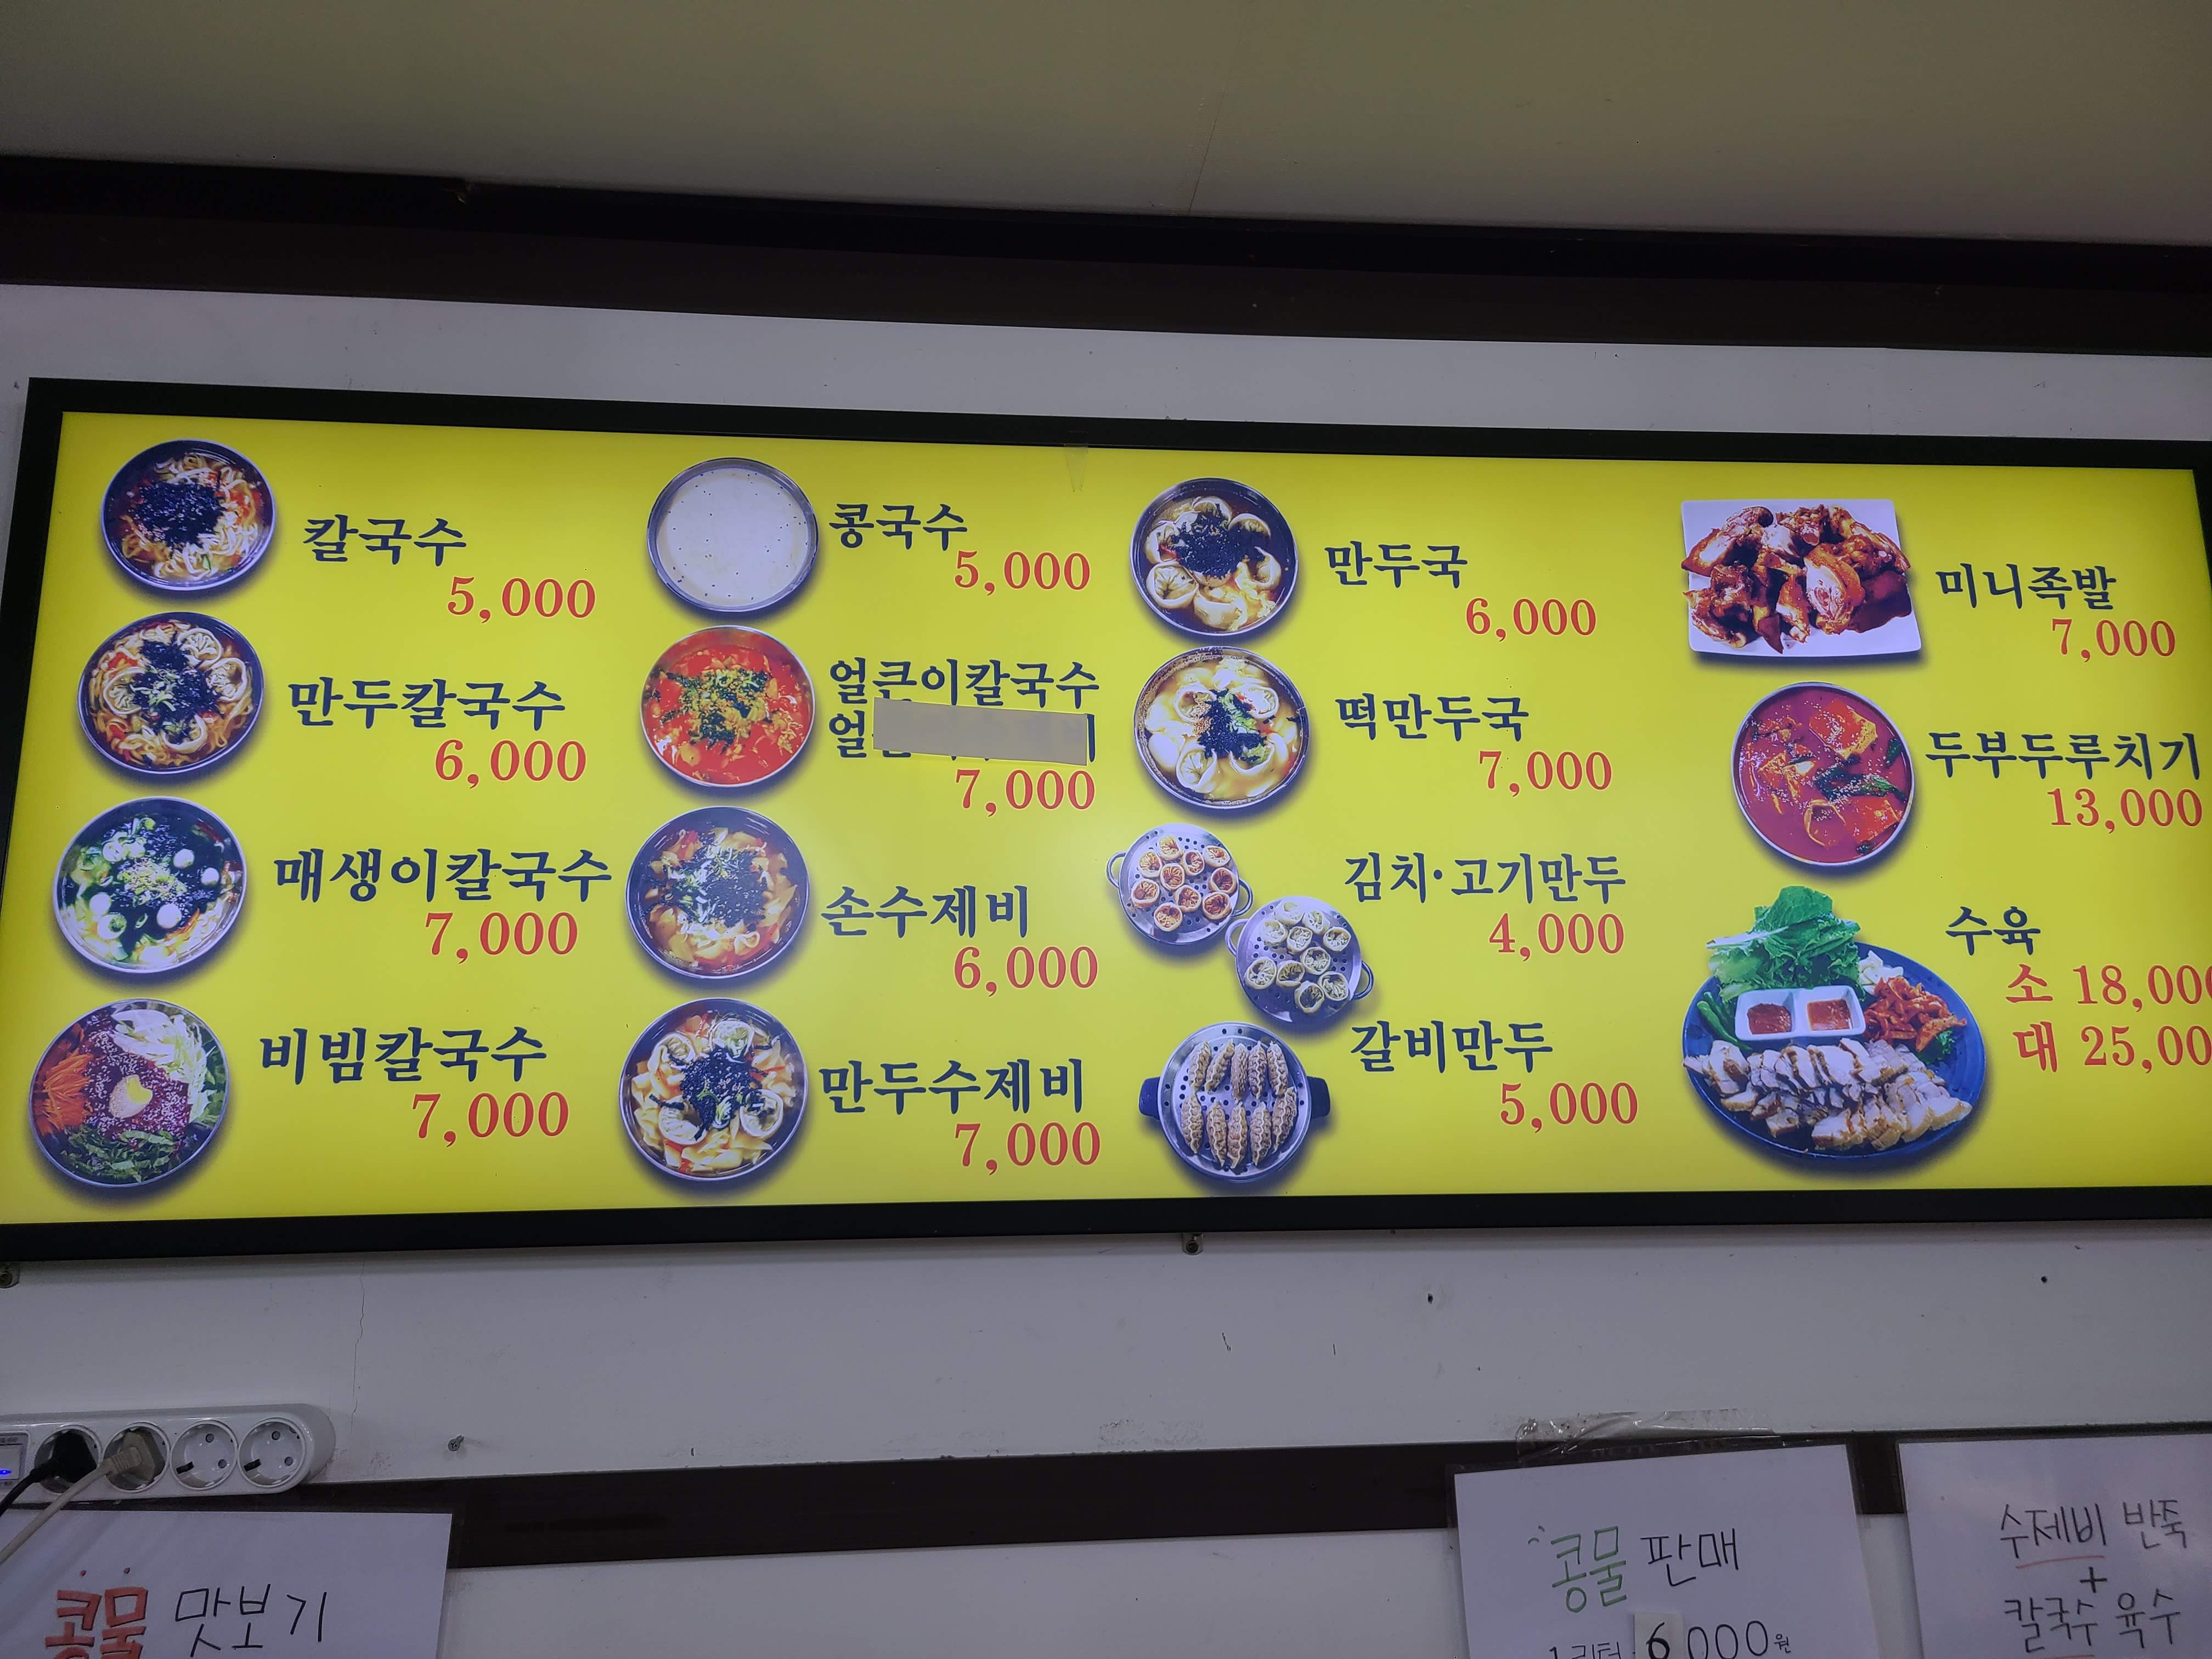 칼국수
5,000
만두칼국수
6,000
매생이칼국수
7,000
비빔칼국수
7,000
콩국수
5,000
얼큰이칼국수
7,000
손수제비
6,000
만두수제비
7,000
만두국
6,000
떡만두국
7,000
김치·고기만두
4,000
갈비만두
5,000
미니족발
7,000
두부두루치기
13,000
수육
소 18,000
대 25,00
콩물 맛보기
콩물 판매
1리터 6000원
수제비 반죽
+
칼국수 육수